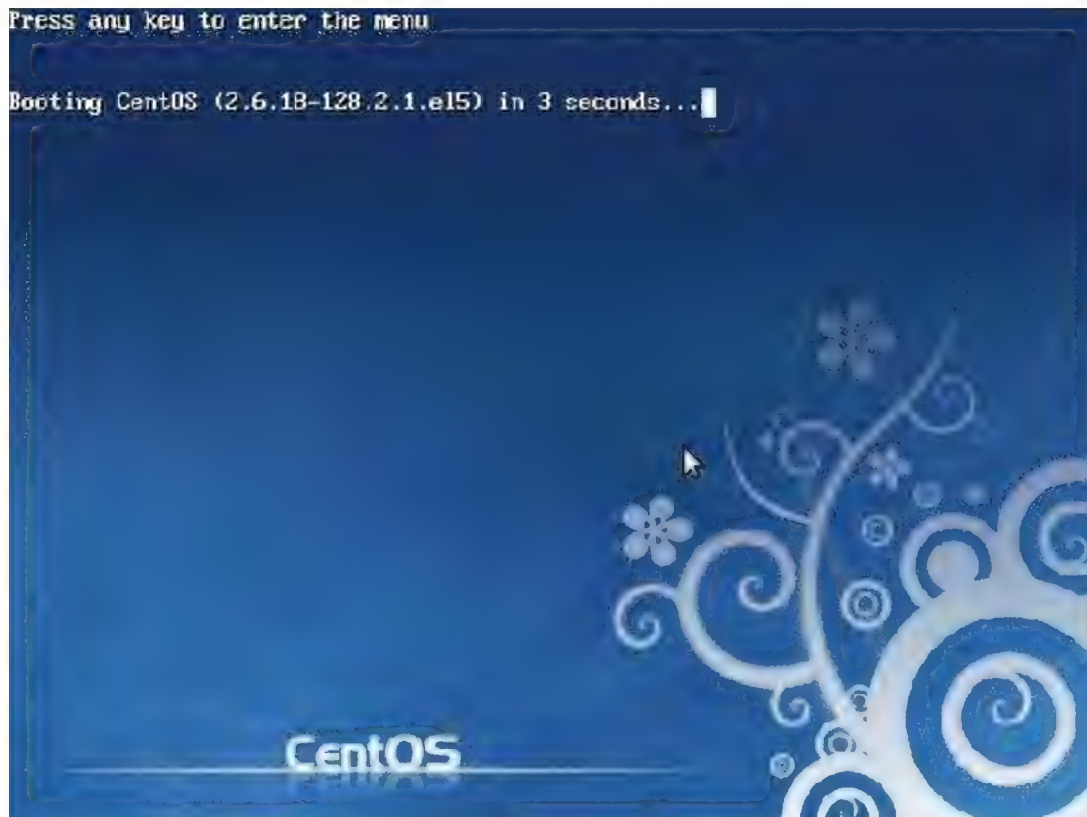 Press any key to enter the menu
Booting CentOS (2.6.18-128.2.1.el5) in 3 seconds...
CentOS